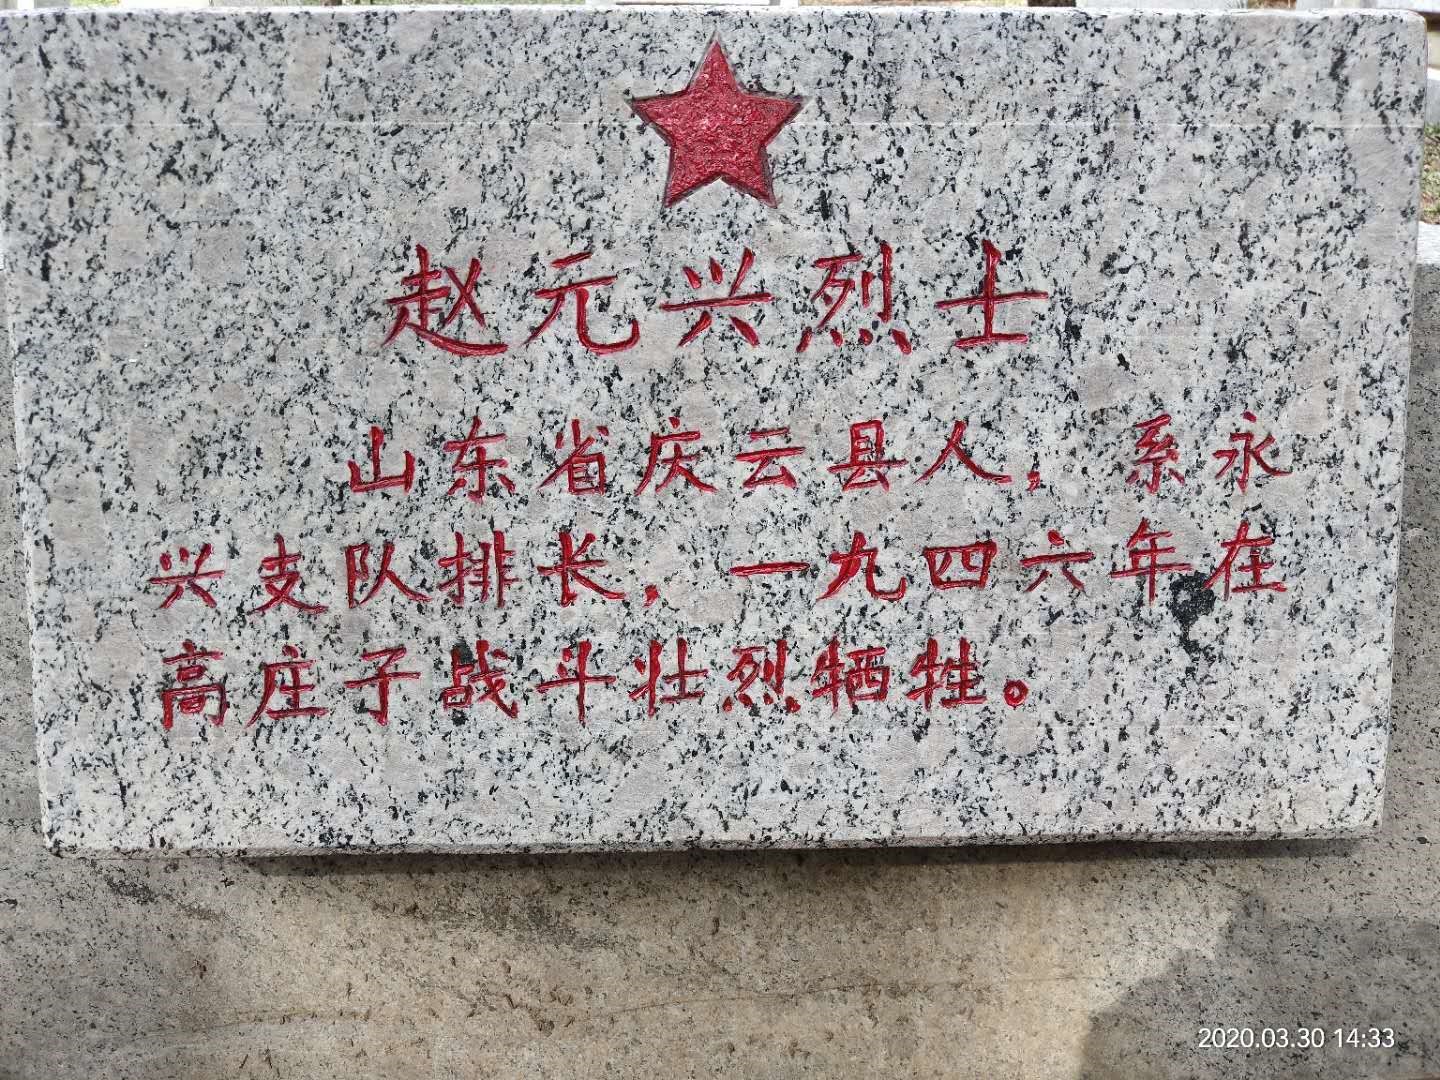 赵元兴烈士
山东省庆云县人，系永
兴支队排长，一九四六年在
高庄子战斗壮烈牺牲。
2020.03.30 14:33